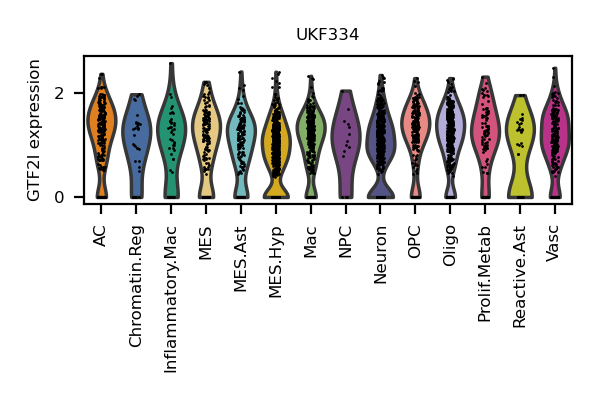 UKF334
GTF2I expression
2
0
AC
Chromatin.Reg
Inflammatory.Mac
MES
MES.Ast
MES.Hyp
Mac
NPC
Neuron
OPC
Oligo
Prolif.Metab
Reactive.Ast
Vasc